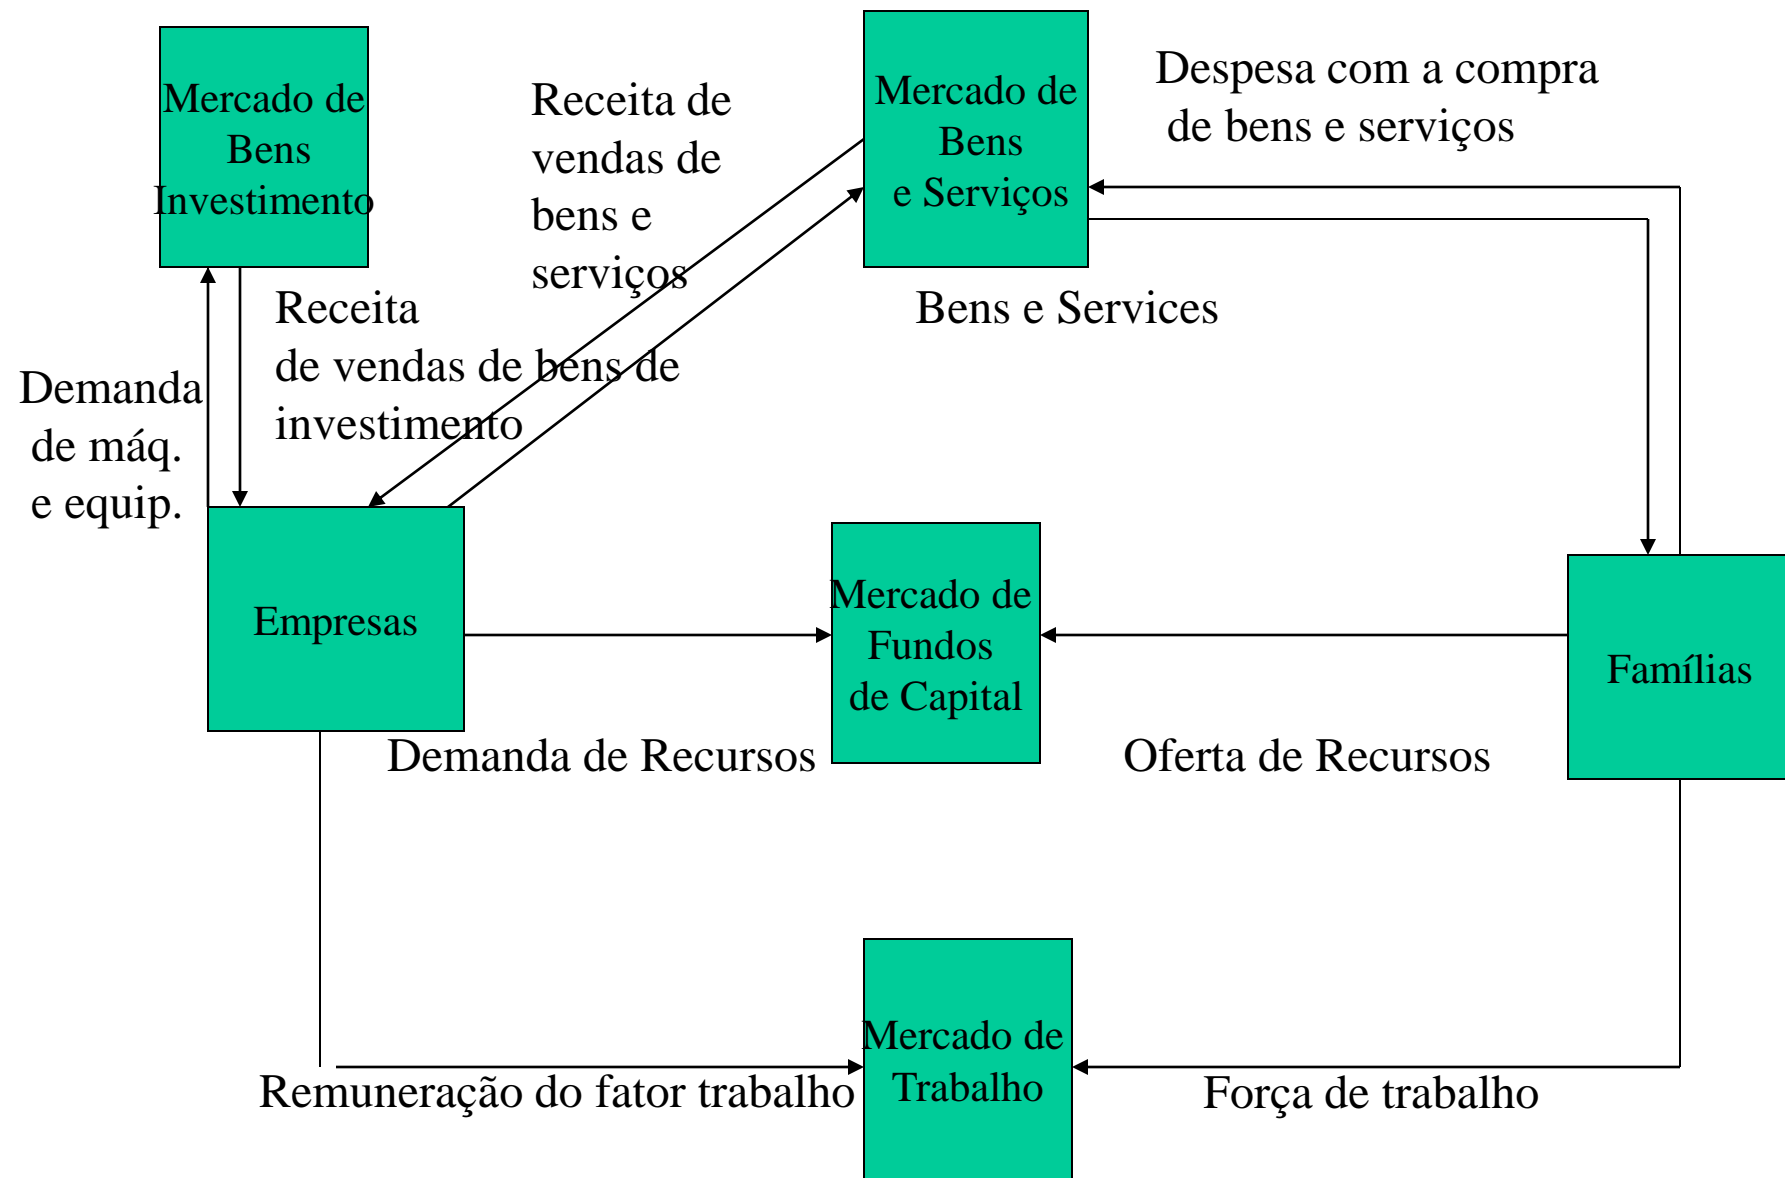 Mercado de
Bens
Investimento
Receita de
vendas de
bens e
serviços
Mercado de
Bens
e Serviços
Despesa com a compra
de bens e serviços
Receita
de vendas de bens de
investimento
Bens e Services
Demanda
de máq.
e equip.
Empresas
Mercado de
Fundos
de Capital
Famílias
Demanda de Recursos
Oferta de Recursos
Mercado de
Trabalho
Remuneração do fator trabalho
Força de trabalho